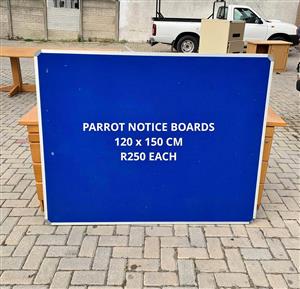 PARROT NOTICE BOARDS
120 x 150 CM
R250 EACH